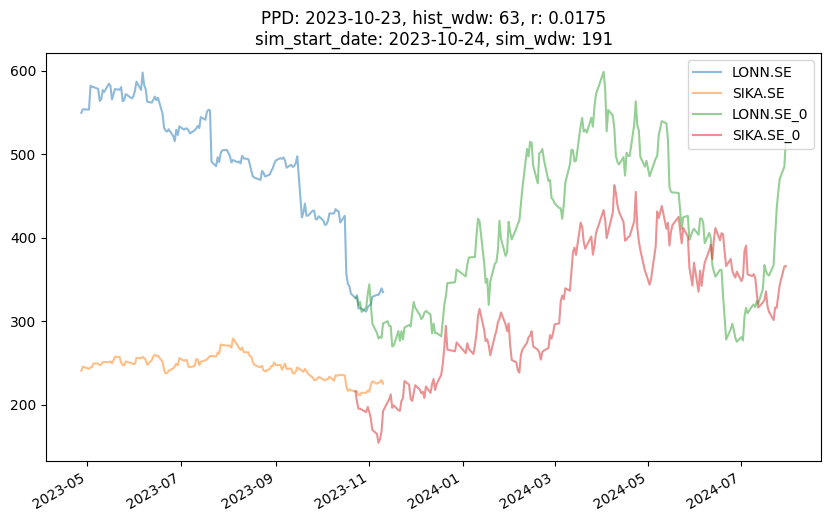 PPD: 2023-10-23, hist_wdw: 63, r: 0.0175
sim_start_date: 2023-10-24, sim_wdw: 191
LONN.SE
SIKA.SE
LONN.SE_0
SIKA.SE_0
600
500
400
300
200
2023-05
2023-07
2023-09
2023-11
2024-01
2024-03
2024-05
2024-07